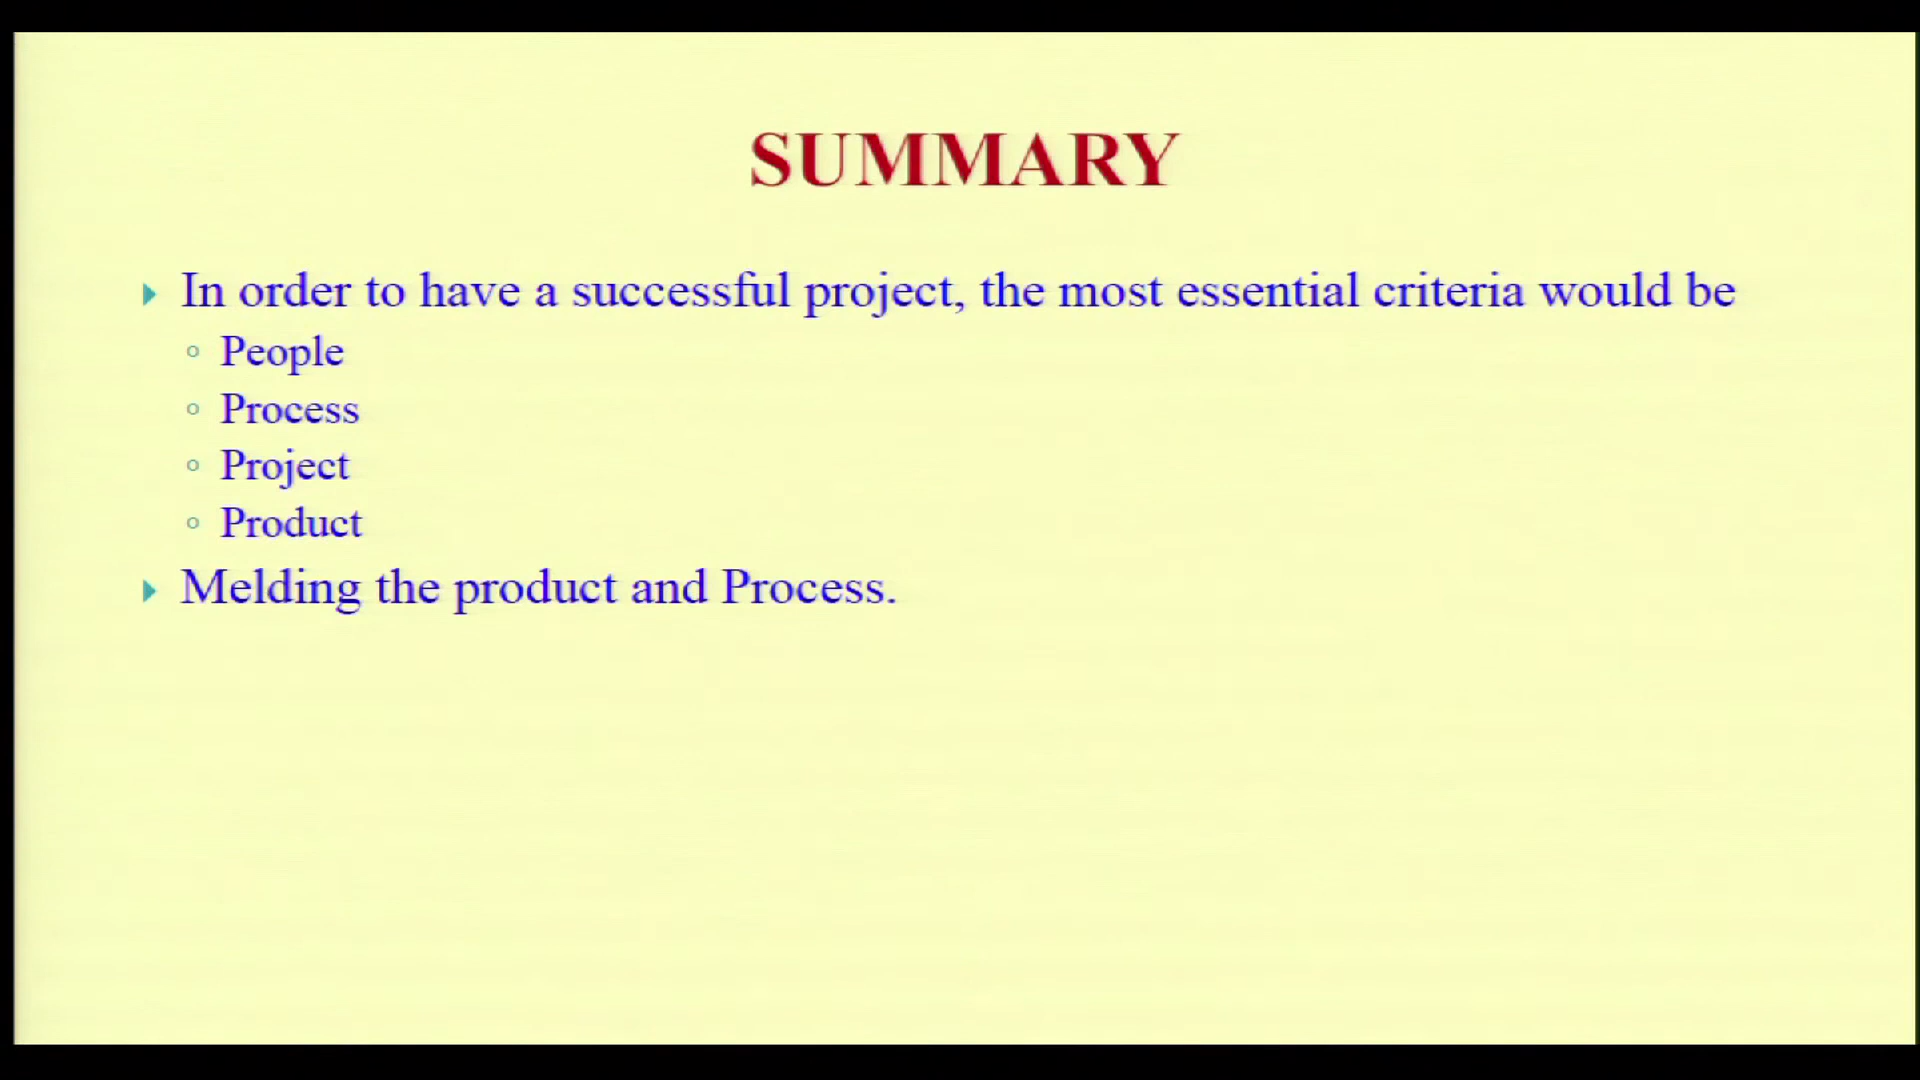 SUMMARY
In order to have a successful project, the most essential criteria would be
People
Process
Project
Product
Melding the product and Process.